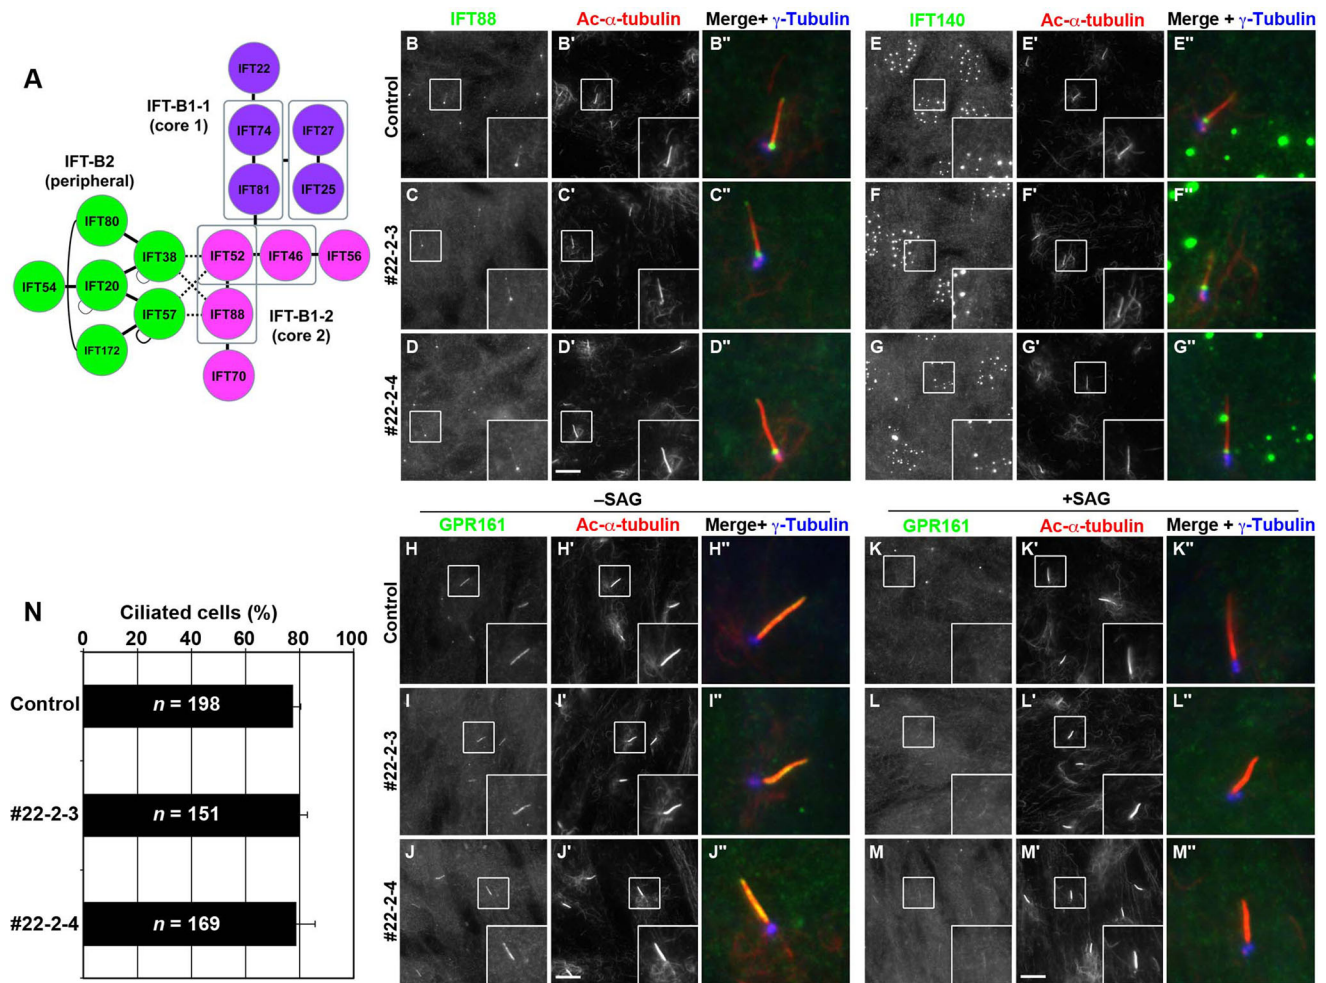 A
IFT22
IFT-B1-1
(core 1)
IFT74
IFT27
IFT-B2
(peripheral)
IFT81
IFT25
IFT80
IFT38
IFT52
IFT46
IFT56
IFT54
IFT20
IFT57
IFT88
IFT-B1-2
(core 2)
IFT172
IFT70
IFT88
Ac-α-tubulin
Merge+ γ-Tubulin
IFT140
Ac-α-tubulin
Merge + γ-Tubulin
Control
B
B'
B"
E
E'
E"
#22-2-3
C
C'
C"
F
F'
F"
#22-2-4
D
D'
D"
G
G'
G"
–SAG
+SAG
GPR161
Ac-α-tubulin
Merge+ γ-Tubulin
GPR161
Ac-α-tubulin
Merge + γ-Tubulin
Control
H
H'
H"
K
K'
K"
#22-2-3
I
I'
I"
L
L'
L"
#22-2-4
J
J'
J"
M
M'
M"
N
Ciliated cells (%)
0 20 40 60 80 100
Control
n = 198
#22-2-3
n = 151
#22-2-4
n = 169